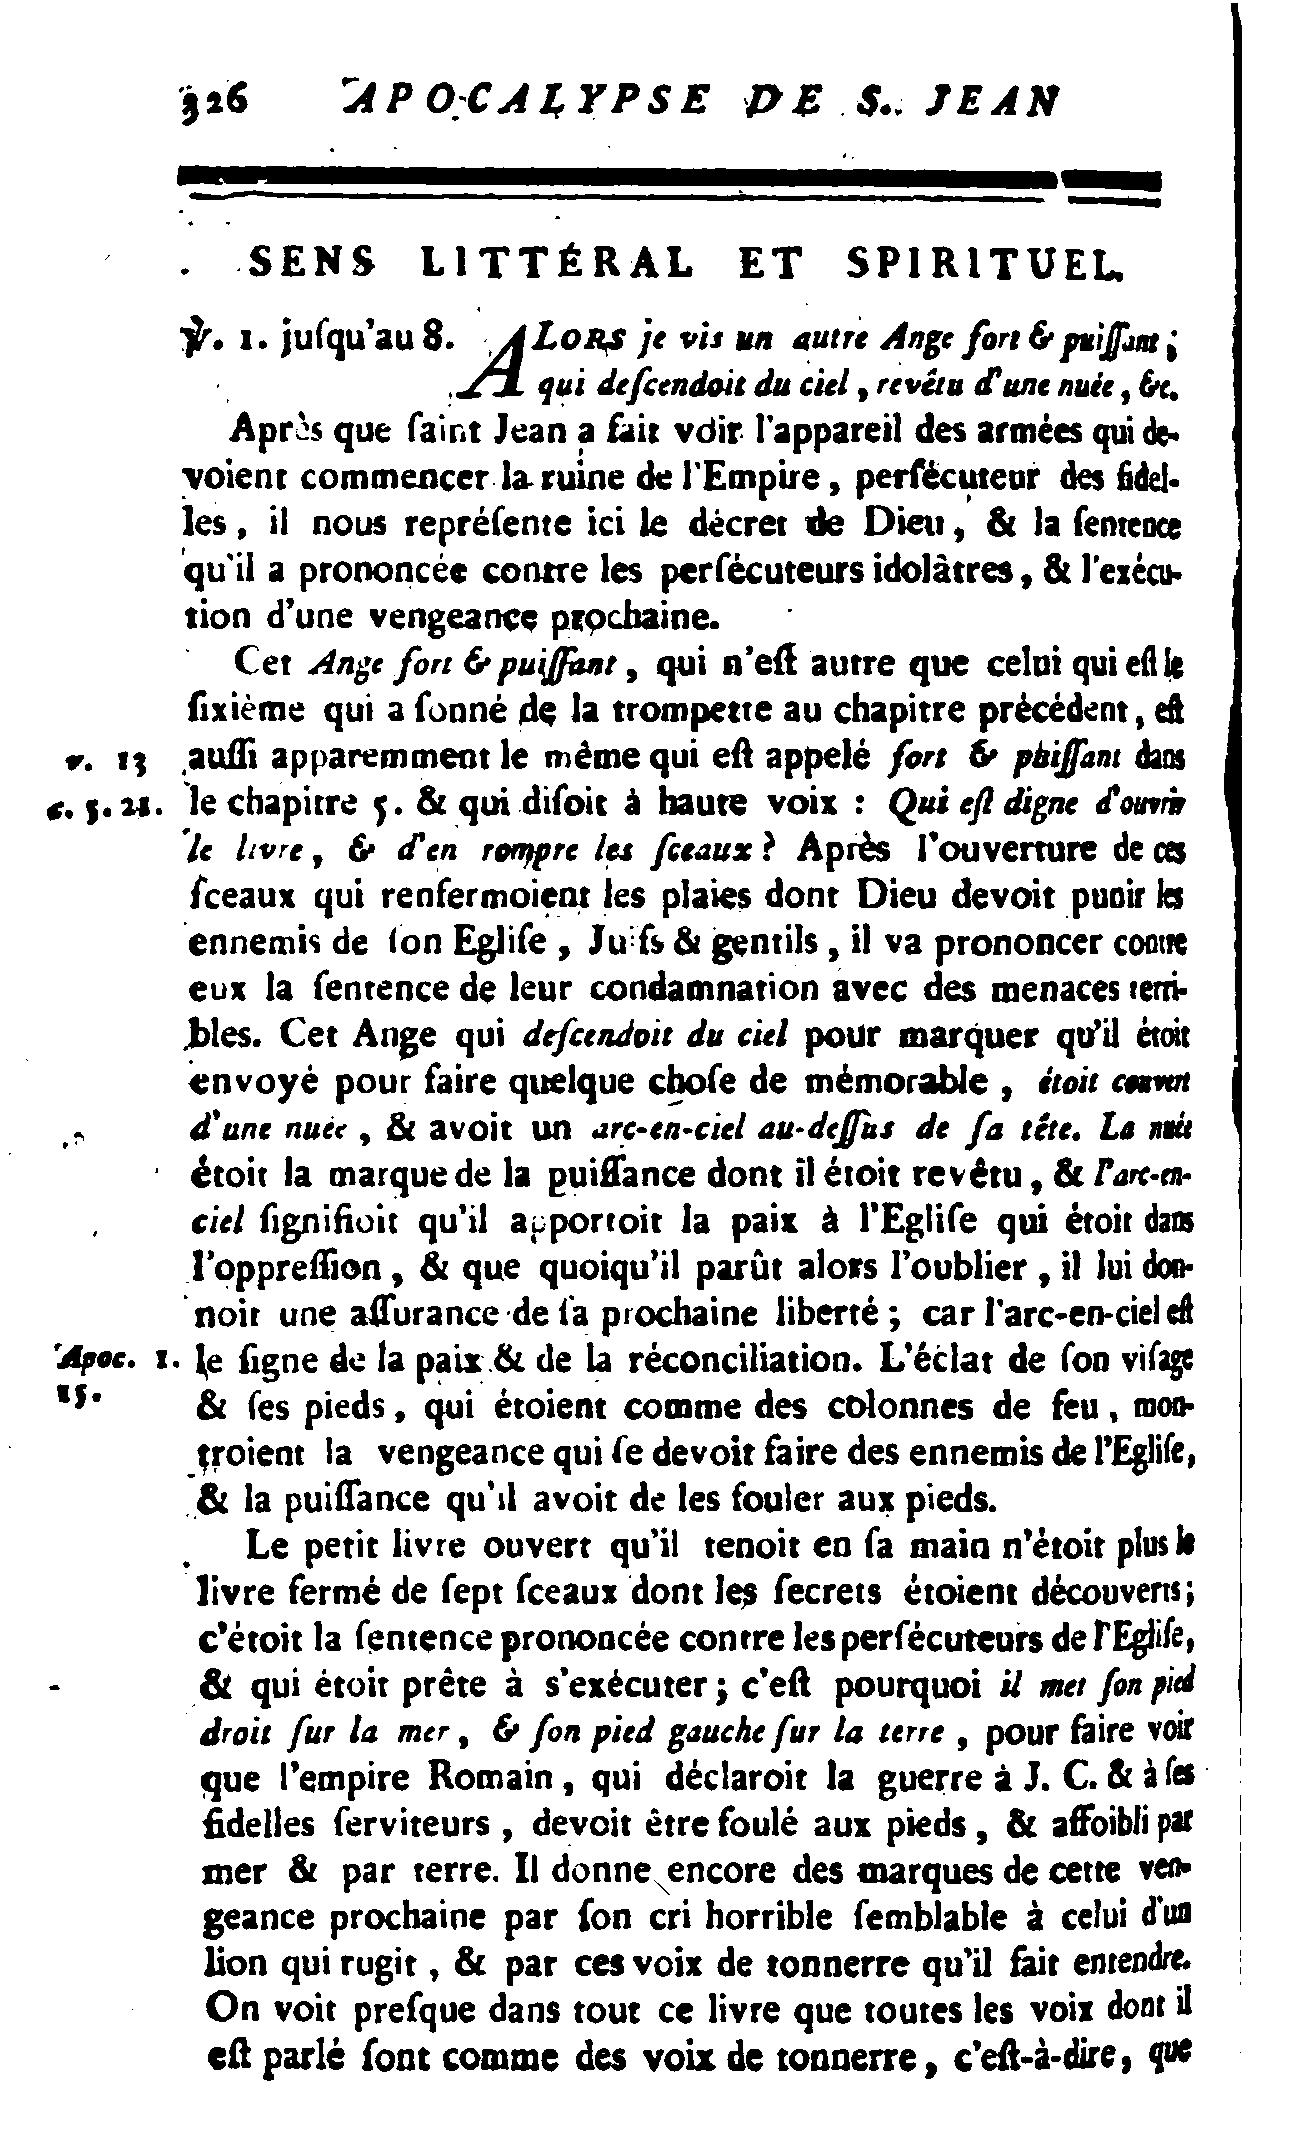 326 APOCALYPSE DE S. JEAN
SENS LITTÉRAL ET SPIRITUEL.
℣. 1. juſqu'au 8. ALORS je vis un autre Ange fort & puiſſant ;
qui deſcendoit du ciel , revêtu d'une nuée , &c.
Après que ſaint Jean a fait voir l'appareil des armées qui de-
voient commencer la ruine de l'Empire , perſécuteur des fidel-
les , il nous repréſente ici le décret de Dieu , & la ſentence
qu'il a prononcée contre les perſécuteurs idolâtres , & l'exécu-
tion d'une vengeance prochaine.
Cet Ange fort & puiſſant , qui n'eſt autre que celui qui eſt le
ſixième qui a ſonné de la trompette au chapitre précédent , eſt
v. 13 auſſi apparemment le même qui eſt appelé fort & puiſſant dans
c. 5. 21. le chapitre 5. & qui diſoit à haute voix : Qui eſt digne d'ouvrir
le livre , & d'en rompre les ſceaux ? Après l'ouverture de ces
ſceaux qui renfermoient les plaies dont Dieu devoit punir les
ennemis de ſon Egliſe , Juifs & gentils , il va prononcer contre
eux la ſentence de leur condamnation avec des menaces terri-
bles. Cet Ange qui deſcendoit du ciel pour marquer qu'il étoit
envoyé pour faire quelque choſe de mémorable , étoit couvert
d'une nuée , & avoit un arc-en-ciel au-deſſus de ſa tête. La nuée
étoit la marque de la puiſſance dont il étoit revêtu , & l'arc-en-
ciel ſignifioit qu'il apportoit la paix à l'Egliſe qui étoit dans
l'oppreſſion , & que quoiqu'il parût alors l'oublier , il lui don-
noit une aſſurance de ſa prochaine liberté ; car l'arc-en-ciel eſt
Apoc. 1. le ſigne de la paix & de la réconciliation. L'éclat de ſon viſage
15. & ſes pieds , qui étoient comme des colonnes de feu , mon-
troient la vengeance qui ſe devoit faire des ennemis de l'Egliſe,
& la puiſſance qu'il avoit de les fouler aux pieds.
Le petit livre ouvert qu'il tenoit en ſa main n'étoit plus le
livre fermé de ſept ſceaux dont les ſecrets étoient découverts ;
c'étoit la ſentence prononcée contre les perſécuteurs de l'Egliſe,
& qui étoit prête à s'exécuter ; c'eſt pourquoi il met ſon pied
droit ſur la mer , & ſon pied gauche ſur la terre , pour faire voir
que l'empire Romain , qui déclaroit la guerre à J. C. & à ſes
fidelles ſerviteurs , devoit être foulé aux pieds , & affoibli par
mer & par terre. Il donne encore des marques de cette ven-
geance prochaine par ſon cri horrible ſemblable à celui d'un
lion qui rugit , & par ces voix de tonnerre qu'il fait entendre.
On voit preſque dans tout ce livre que toutes les voix dont il
eſt parlé ſont comme des voix de tonnerre , c'eſt-à-dire, que